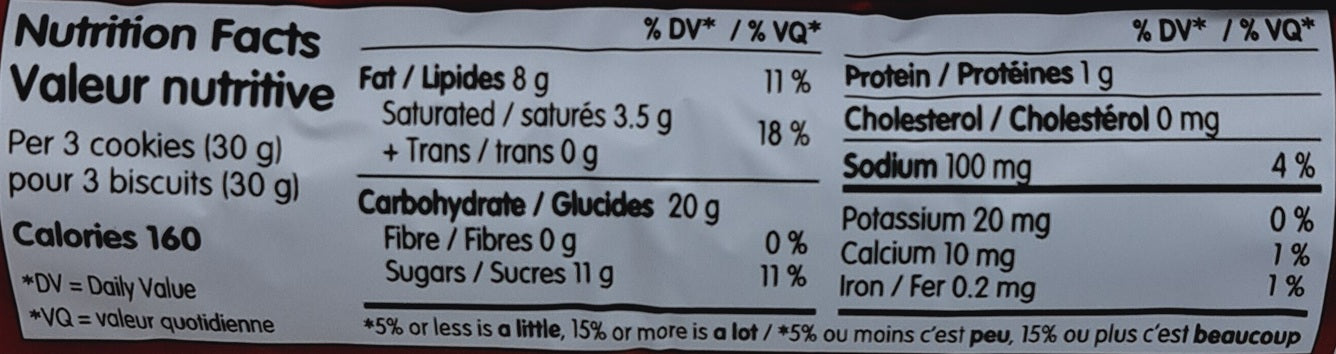 Nutrition Facts
Valeur nutritive
Per 3 cookies (30 g)
pour 3 biscuits (30 g)
Calories 160
*DV = Daily Value
*VQ = valeur quotidienne
% DV* / % VQ*
Fat / Lipides 8 g 11 %
Saturated / saturés 3.5 g
+ Trans / trans 0 g 18 %
Carbohydrate / Glucides 20 g
Fibre / Fibres 0 g 0 %
Sugars / Sucres 11 g 11 %
% DV* / % VQ*
Protein / Protéines 1 g
Cholesterol / Cholestérol 0 mg
Sodium 100 mg 4 %
Potassium 20 mg 0 %
Calcium 10 mg 1 %
Iron / Fer 0.2 mg 1 %
*5% or less is a little, 15% or more is a lot / *5% ou moins c'est peu, 15% ou plus c'est beaucoup